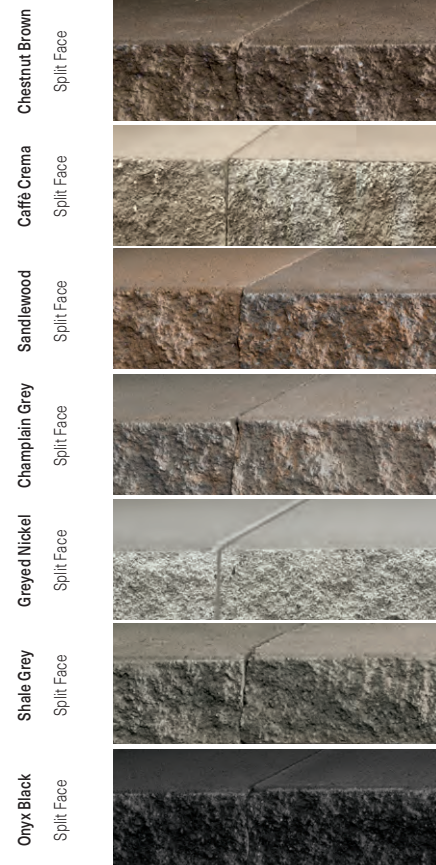 Chestnut Brown
Split Face
Caffè Crema
Split Face
Sandlewood
Split Face
Champlain Grey
Split Face
Greyed Nickel
Split Face
Shale Grey
Split Face
Onyx Black
Split Face